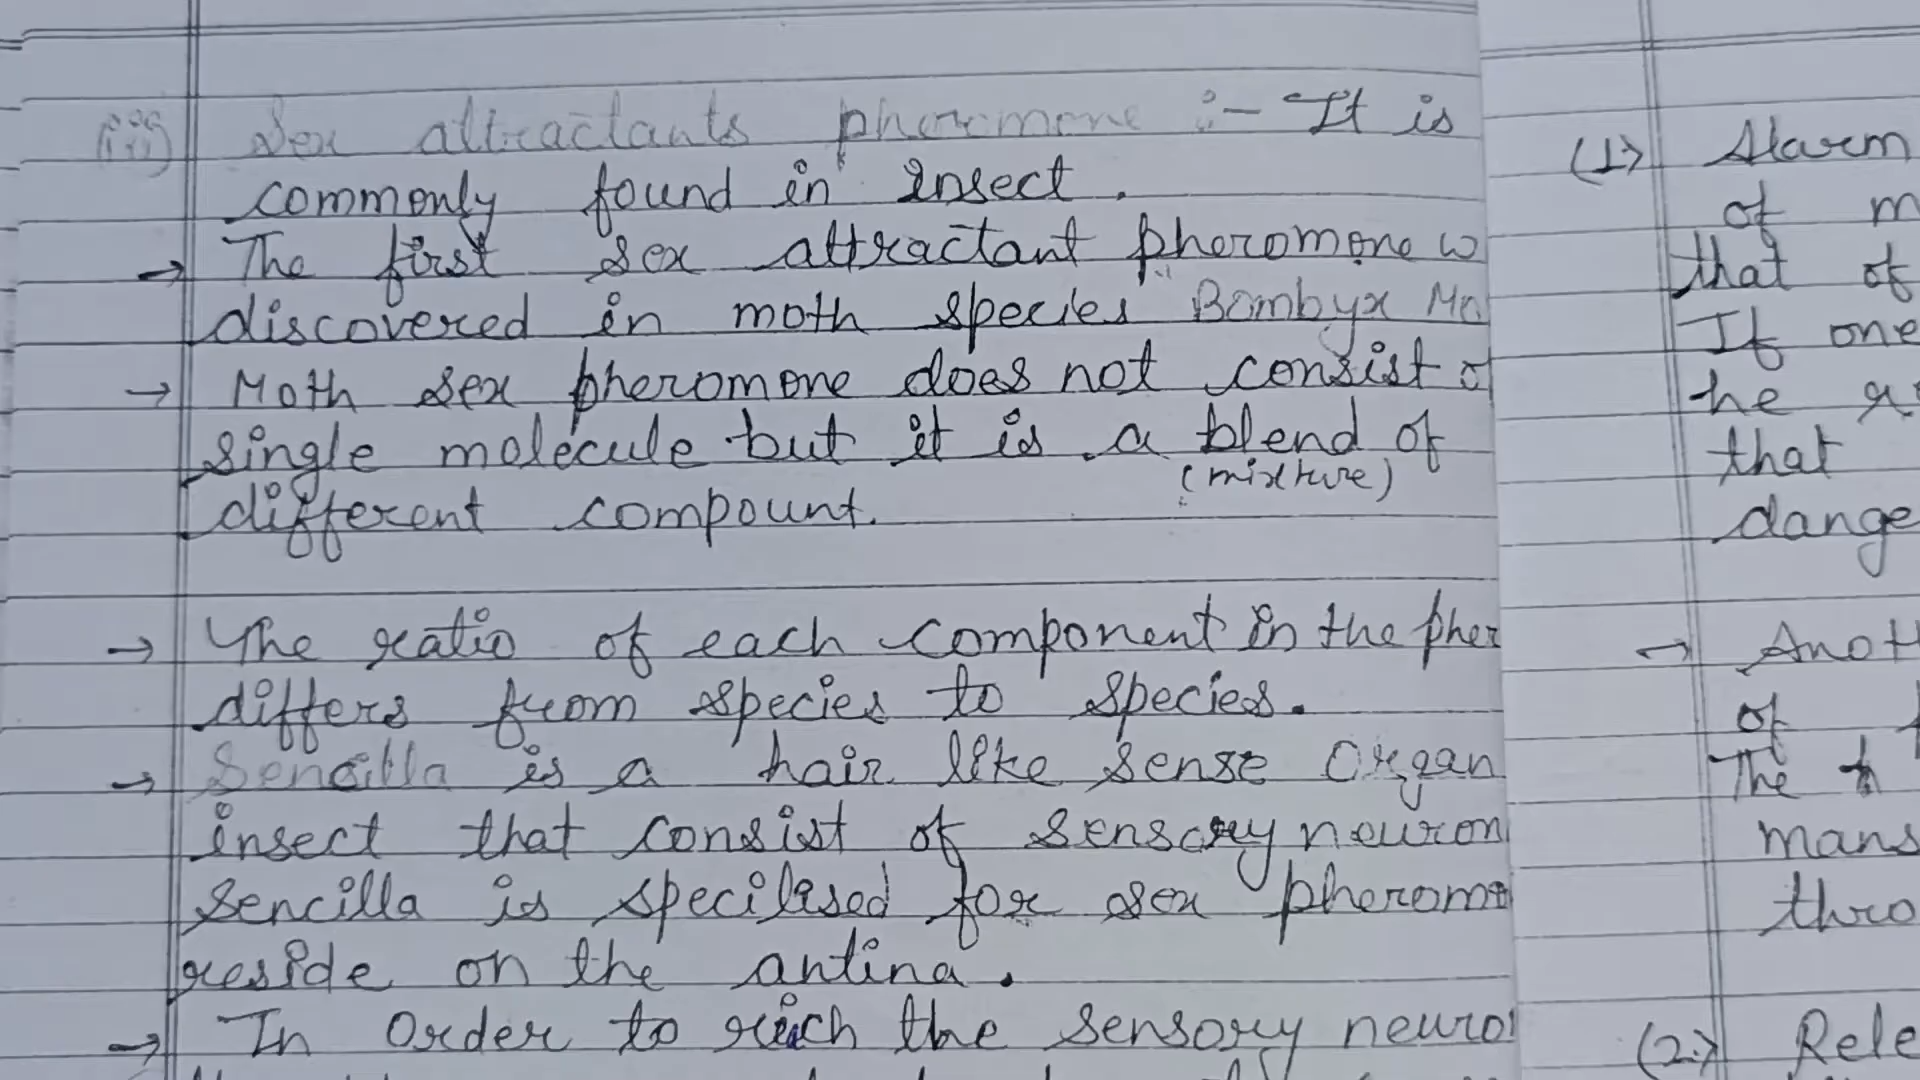 (iii) Sex attractants pheromone :- It is
commonly found in insect.
→ The first sex attractant pheromone w
discovered in moth species Bombyx Mo
→ Moth sex pheromone does not consist o
single molecule but it is a blend of
(mixture)
different compount.
→ The ratio of each component in the pher
differs from species to species.
→ Sencilla is a hair like sense organ
insect that consist of sensory neuron
Sencilla is specilised for sex pheromo
reside on the antina.
→ In order to reich the sensory neuro
(1) Alarm
of m
that of
If one
he
that
dange
→ Anoth
of
The
mans
thro
(2) Rele